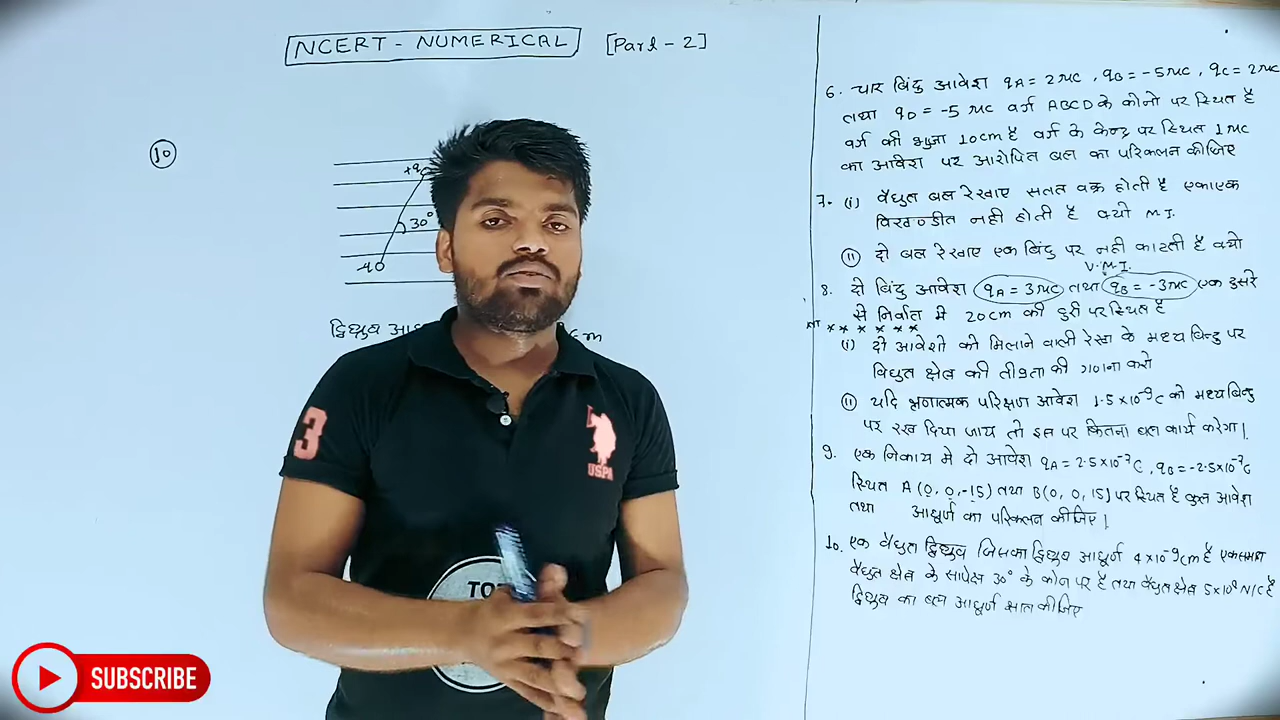 NCERT - NUMERICAL [Part - 2]
10
+q
30°
-q
द्विध्रुव आ
cm
6. चार बिंदु आवेश qA = 2μC, qB = -5μC, qC = 2μC
तथा qD = -5 μC वर्ग ABCD के कोनो पर स्थित है
वर्ग की भुजा 10cm है वर्ग के केन्द्र पर स्थित 1μC
का आवेश पर आरोपित बल का परिकलन कीजिए
7. (i) वैधुत बल रेखाए सतत वक्र होती है एकाएक
विखण्डीत नही होती है क्यो M.I.
(ii) दो बल रेखाए एक बिंदु पर नही काटती है क्यो
V.M.I.
8. दो बिंदु आवेश qA = 3μC तथा qB = -3μC एक दुसरे
से निर्वात मे 20cm की दुरी पर स्थित है
******
(i) दो आवेशो को मिलाने वाली रेखा के मध्य बिन्दु पर
विधुत क्षेत्र की तीव्रता की गणना करो
(ii) यदि ऋणात्मक परिक्षण आवेश 1.5×10⁻⁹C को मध्य बिन्दु
पर रख दिया जाय तो इस पर कितना बल कार्य करेगा।
9. एक निकाय मे दो आवेश qA = 2.5×10⁻⁷C, qB = -2.5×10⁻⁷C
स्थित A(0, 0, -15) तथा B(0, 0, 15) पर स्थित है कुल आवेश
तथा आघूर्ण का परिकलन कीजिए।
10. एक वैधुत द्विध्रुव जिसका द्विध्रुव आघूर्ण 4×10⁻⁹cm है एकसमान
वैधुत क्षेत्र के सापेक्ष 30° के कोन पर है तथा वैधुत क्षेत्र N/C है
द्विध्रुव का बल आघूर्ण ज्ञात कीजिए
3
USPA
TO
SUBSCRIBE